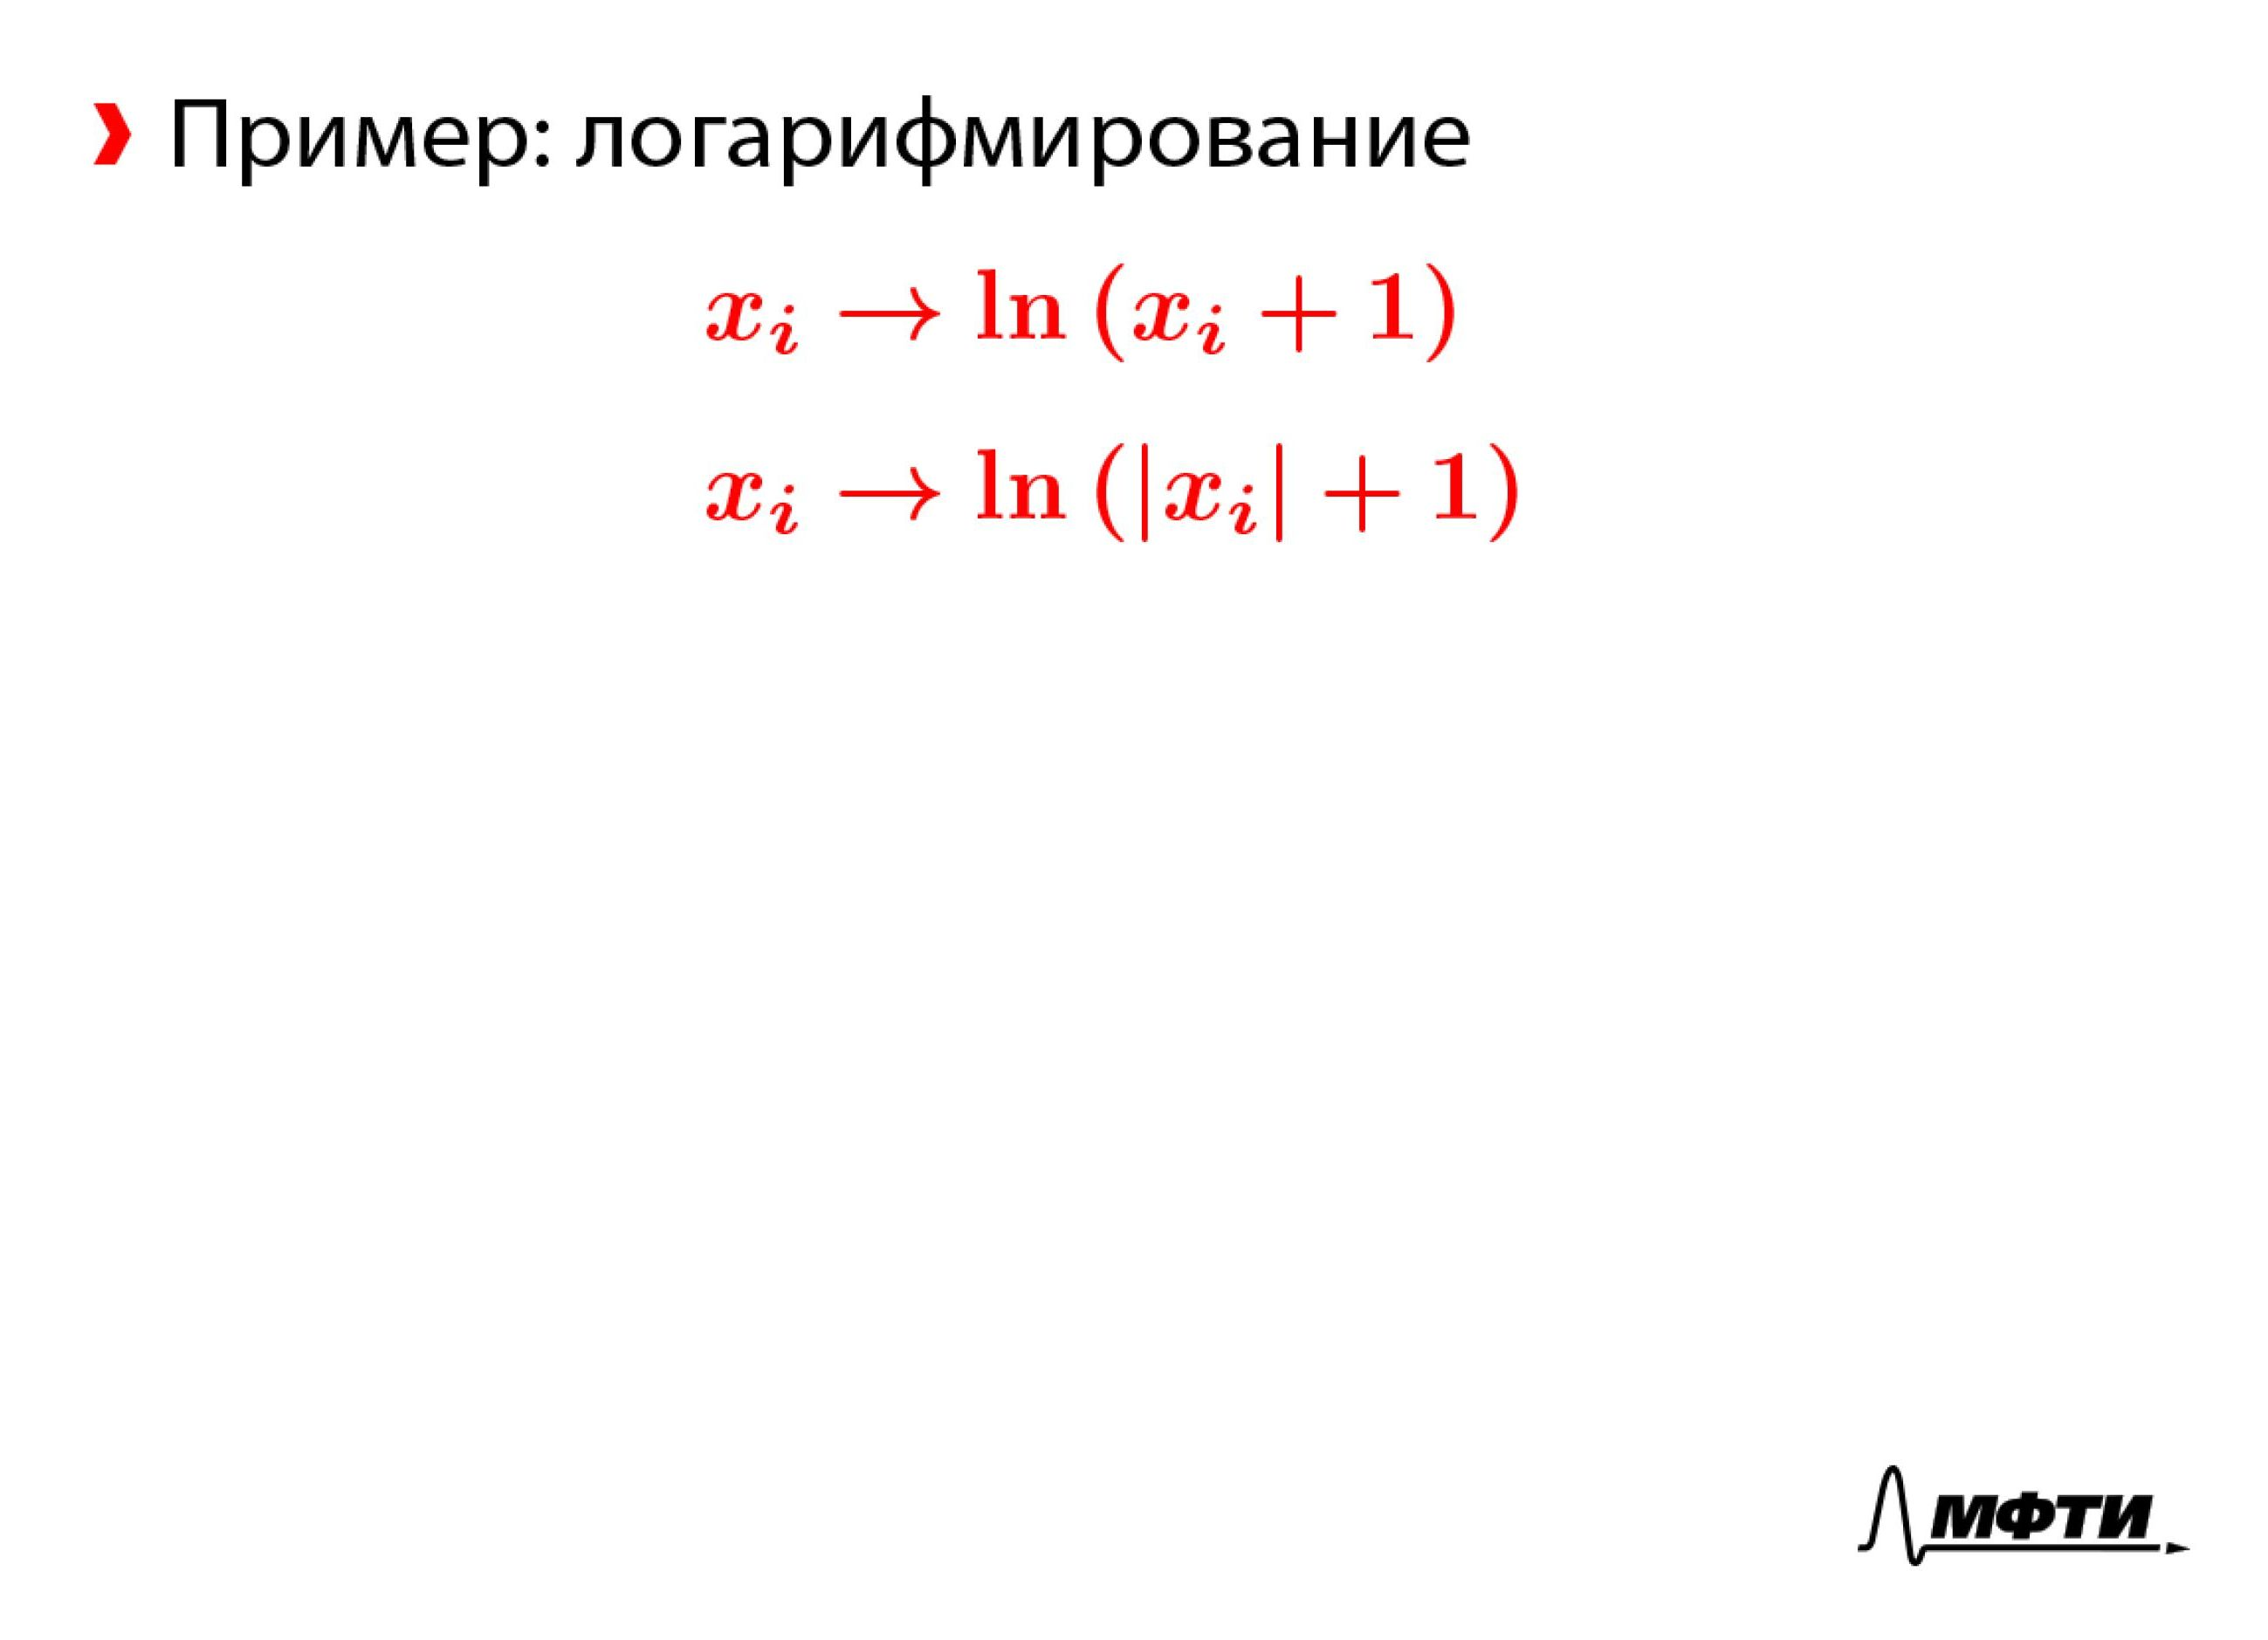 Пример: логарифмирование
x_i → ln (x_i + 1)
x_i → ln (|x_i| + 1)
МФТИ